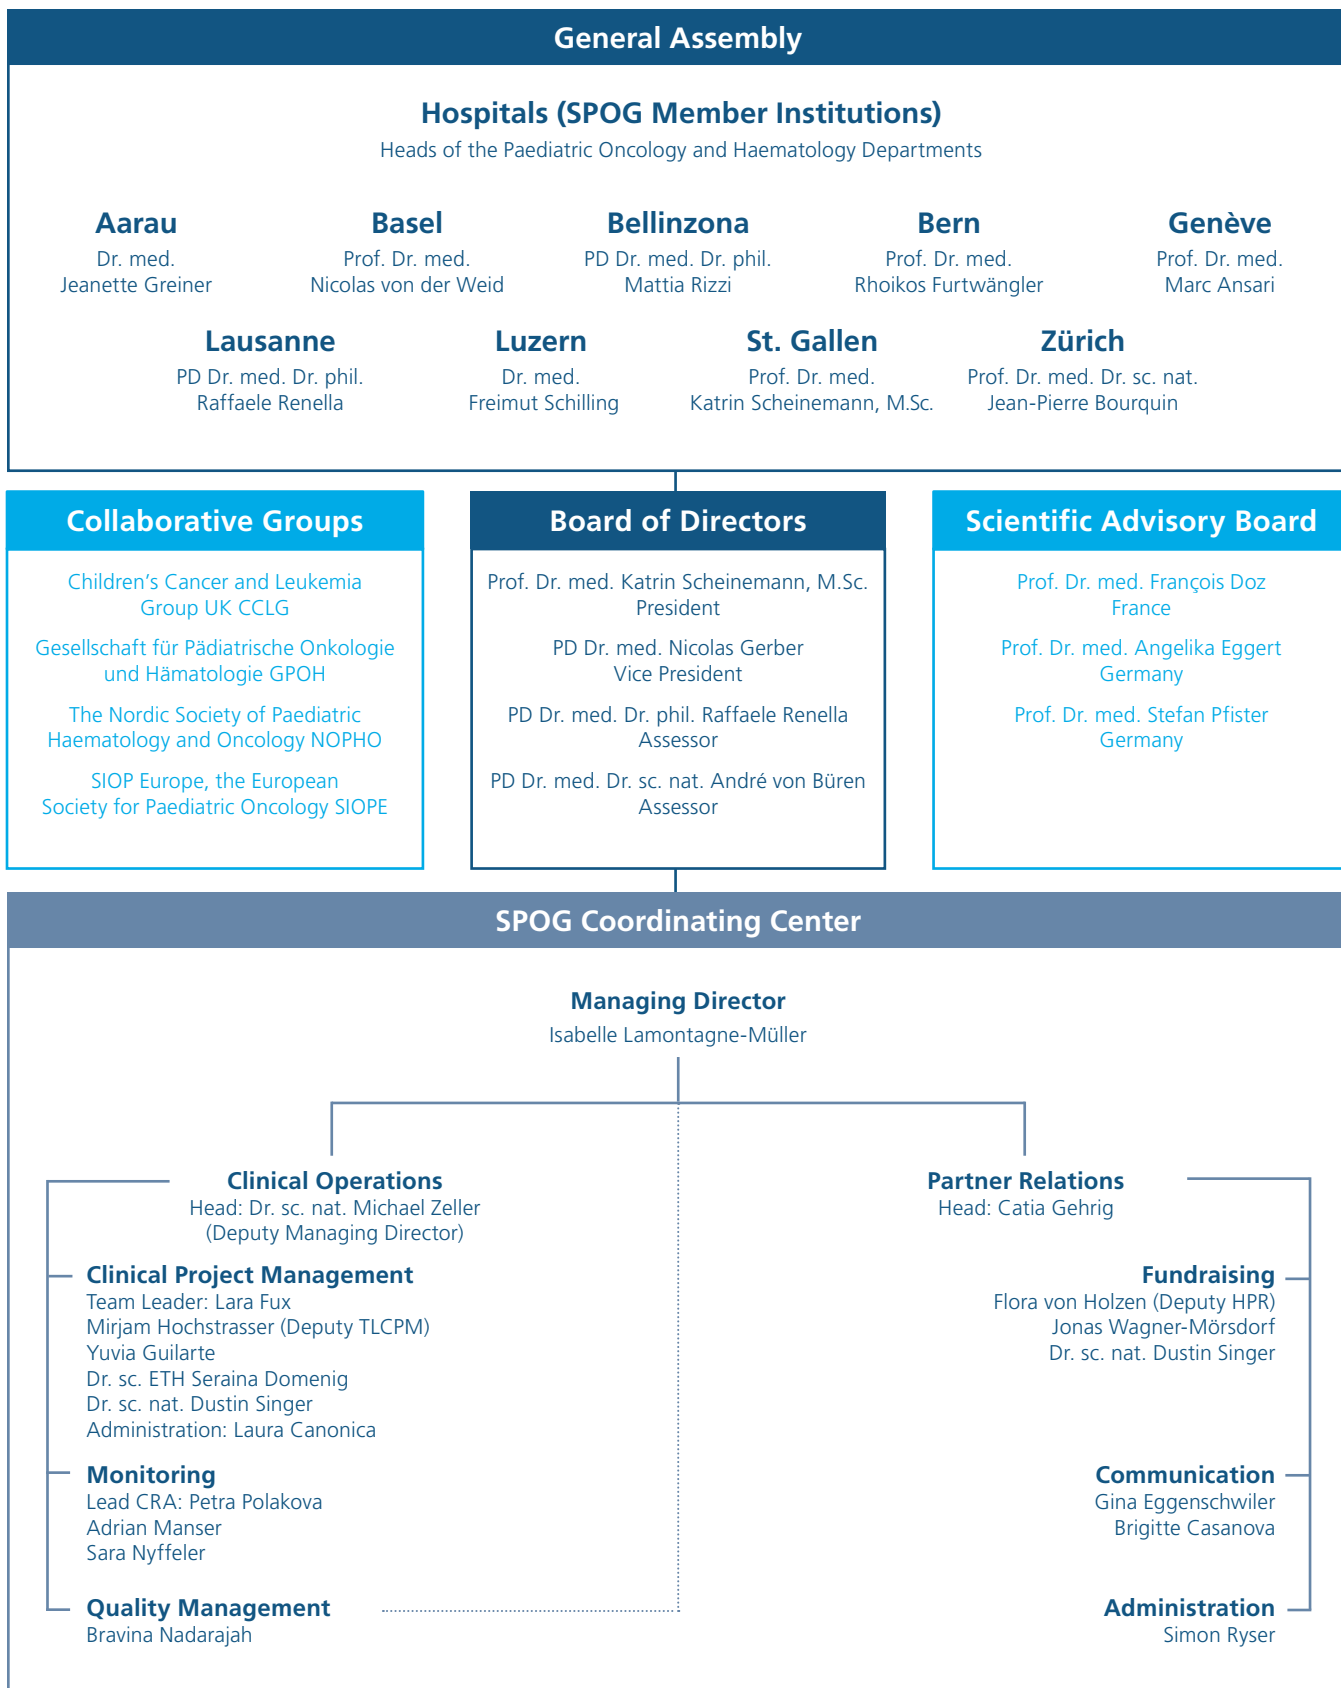 General Assembly
Hospitals (SPOG Member Institutions)
Heads of the Paediatric Oncology and Haematology Departments
Aarau
Dr. med.
Jeanette Greiner
Basel
Prof. Dr. med.
Nicolas von der Weid
Bellinzona
PD Dr. med. Dr. phil.
Mattia Rizzi
Bern
Prof. Dr. med.
Rhoikos Furtwängler
Genève
Prof. Dr. med.
Marc Ansari
Lausanne
PD Dr. med. Dr. phil.
Raffaele Renella
Luzern
Dr. med.
Freimut Schilling
St. Gallen
Prof. Dr. med.
Katrin Scheinemann, M.Sc.
Zürich
Prof. Dr. med. Dr. sc. nat.
Jean-Pierre Bourquin
Collaborative Groups
Children's Cancer and Leukemia
Group UK CCLG
Gesellschaft für Pädiatrische Onkologie
und Hämatologie GPOH
The Nordic Society of Paediatric
Haematology and Oncology NOPHO
SIOP Europe, the European
Society for Paediatric Oncology SIOPE
Board of Directors
Prof. Dr. med. Katrin Scheinemann, M.Sc.
President
PD Dr. med. Nicolas Gerber
Vice President
PD Dr. med. Dr. phil. Raffaele Renella
Assessor
PD Dr. med. Dr. sc. nat. André von Büren
Assessor
Scientific Advisory Board
Prof. Dr. med. François Doz
France
Prof. Dr. med. Angelika Eggert
Germany
Prof. Dr. med. Stefan Pfister
Germany
SPOG Coordinating Center
Managing Director
Isabelle Lamontagne-Müller
Clinical Operations
Head: Dr. sc. nat. Michael Zeller
(Deputy Managing Director)
Clinical Project Management
Team Leader: Lara Fux
Mirjam Hochstrasser (Deputy TLCPM)
Yuvia Guilarte
Dr. sc. ETH Seraina Domenig
Dr. sc. nat. Dustin Singer
Administration: Laura Canonica
Monitoring
Lead CRA: Petra Polakova
Adrian Manser
Sara Nyffeler
Quality Management
Bravina Nadarajah
Partner Relations
Head: Catia Gehrig
Fundraising
Flora von Holzen (Deputy HPR)
Jonas Wagner-Mörsdorf
Dr. sc. nat. Dustin Singer
Communication
Gina Eggenschwiler
Brigitte Casanova
Administration
Simon Ryser